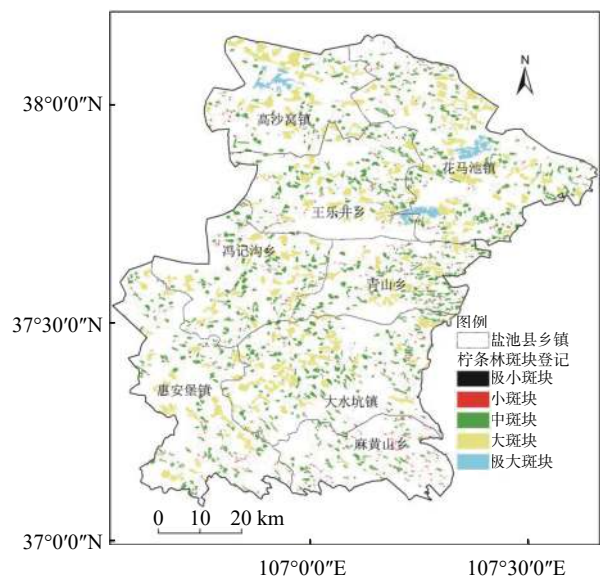 N
38°0′0″N
高沙窝镇
花马池镇
王乐井乡
冯记沟乡
青山乡
37°30′0″N
图例
盐池县乡镇
柠条林斑块登记
极小斑块
惠安堡镇
小斑块
大水坑镇
中斑块
麻黄山乡
大斑块
极大斑块
0 10 20 km
37°0′0″N
107°0′0″E
107°30′0″E